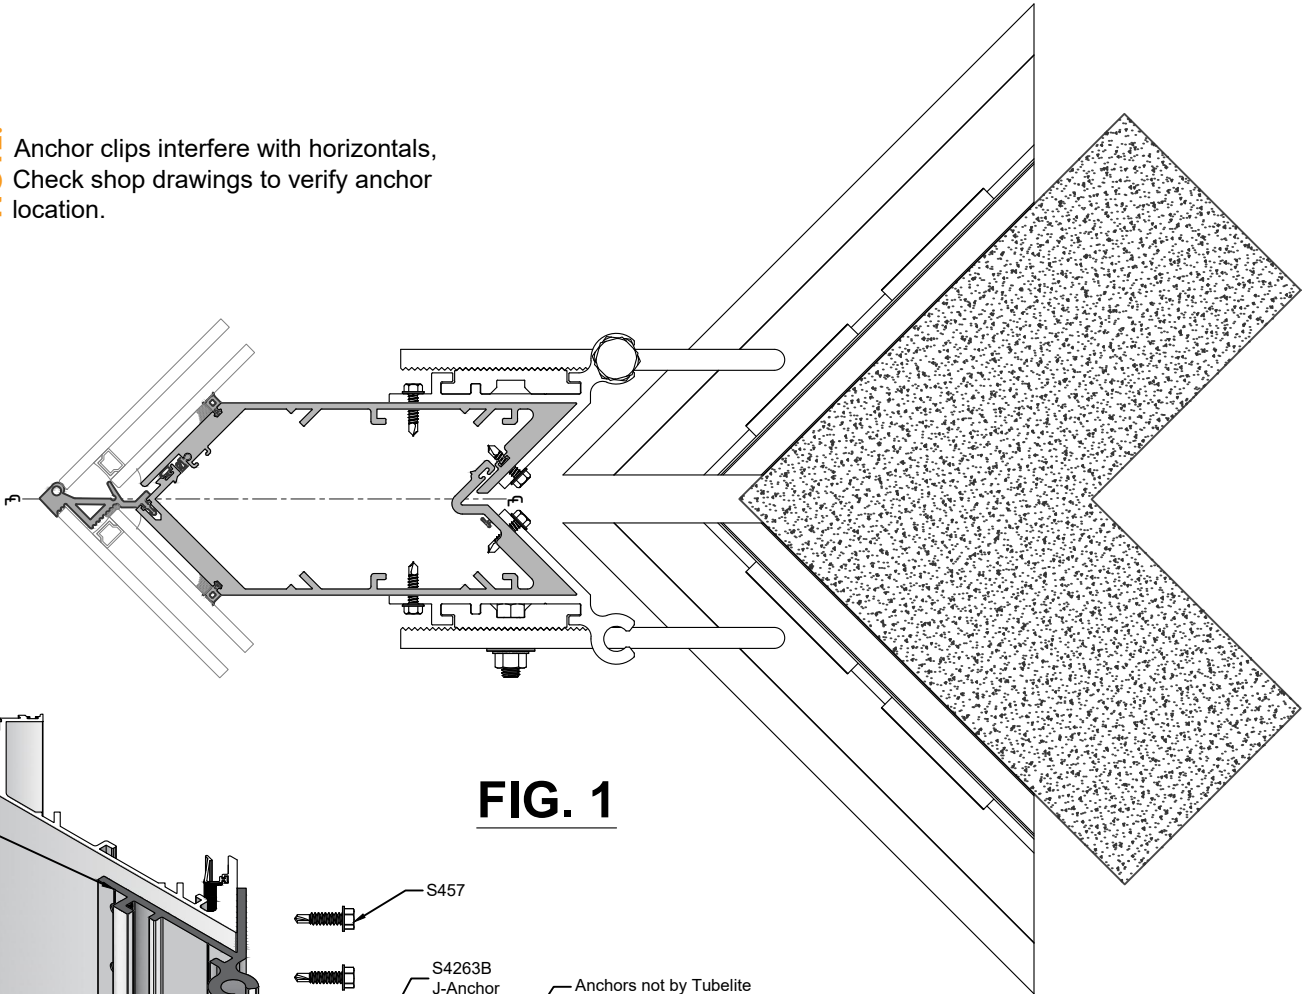 Anchor clips interfere with horizontals,
Check shop drawings to verify anchor
location.
FIG. 1
S457
S4263B
J-Anchor
Anchors not by Tubelite